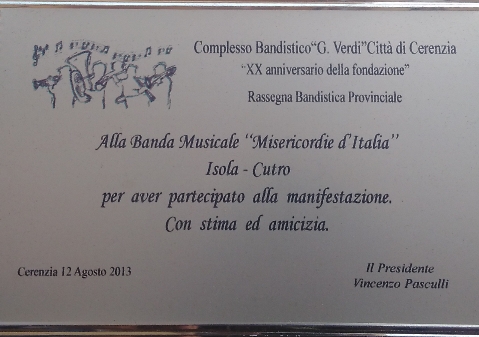 Complesso Bandistico "G. Verdi" Città di Cerenzia
"XX anniversario della fondazione"
Rassegna Bandistica Provinciale
Alla Banda Musicale "Misericordie d'Italia"
Isola - Cutro
per aver partecipato alla manifestazione.
Con stima ed amicizia.
Cerenzia 12 Agosto 2013
Il Presidente
Vincenzo Pasculli